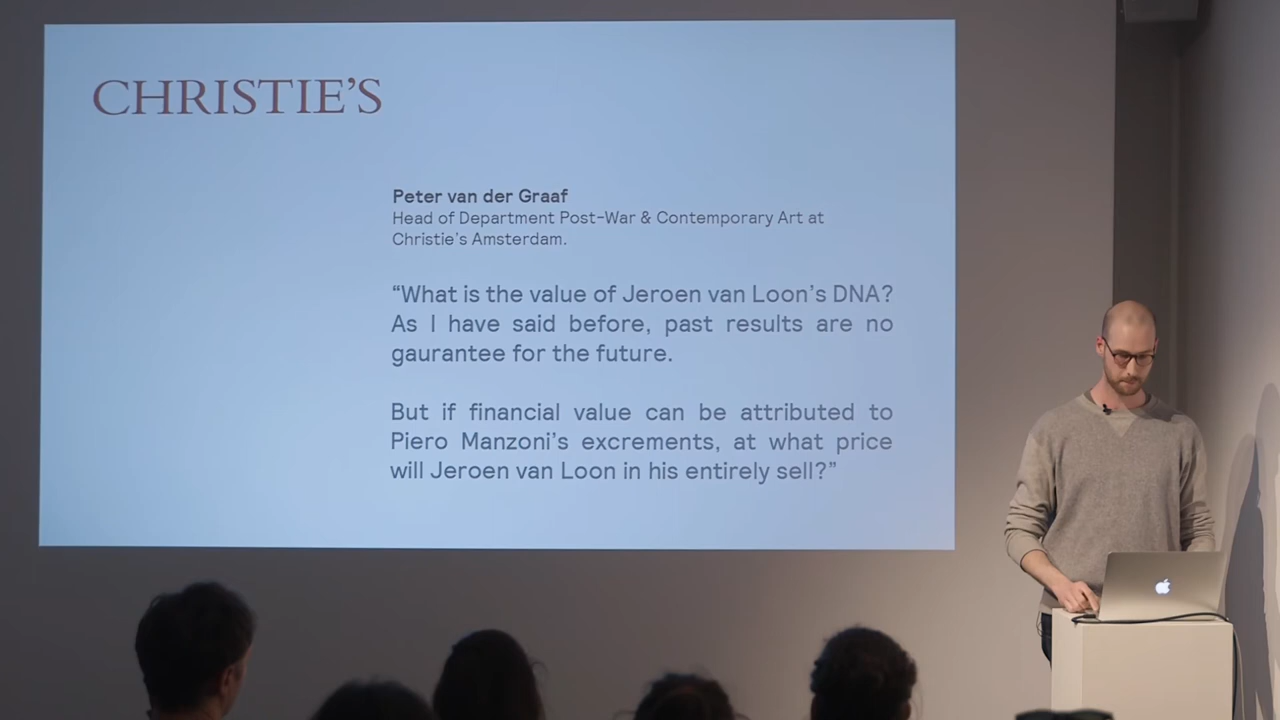 CHRISTIE'S
Peter van der Graaf
Head of Department Post-War & Contemporary Art at
Christie's Amsterdam.
“What is the value of Jeroen van Loon's DNA?
As I have said before, past results are no
gaurantee for the future.
But if financial value can be attributed to
Piero Manzoni's excrements, at what price
will Jeroen van Loon in his entirely sell?”